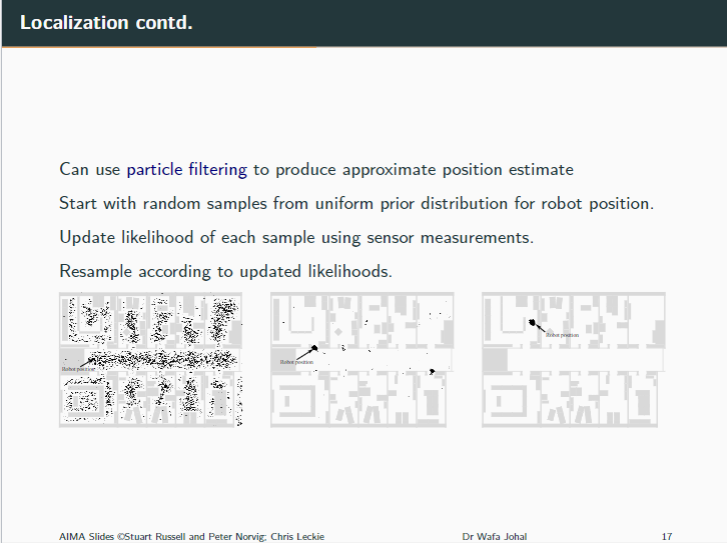 Localization contd.
Can use particle filtering to produce approximate position estimate
Start with random samples from uniform prior distribution for robot position.
Update likelihood of each sample using sensor measurements.
Resample according to updated likelihoods.
Robot position
Robot position
Robot position
AIMA Slides ©Stuart Russell and Peter Norvig; Chris Leckie Dr Wafa Johal 17